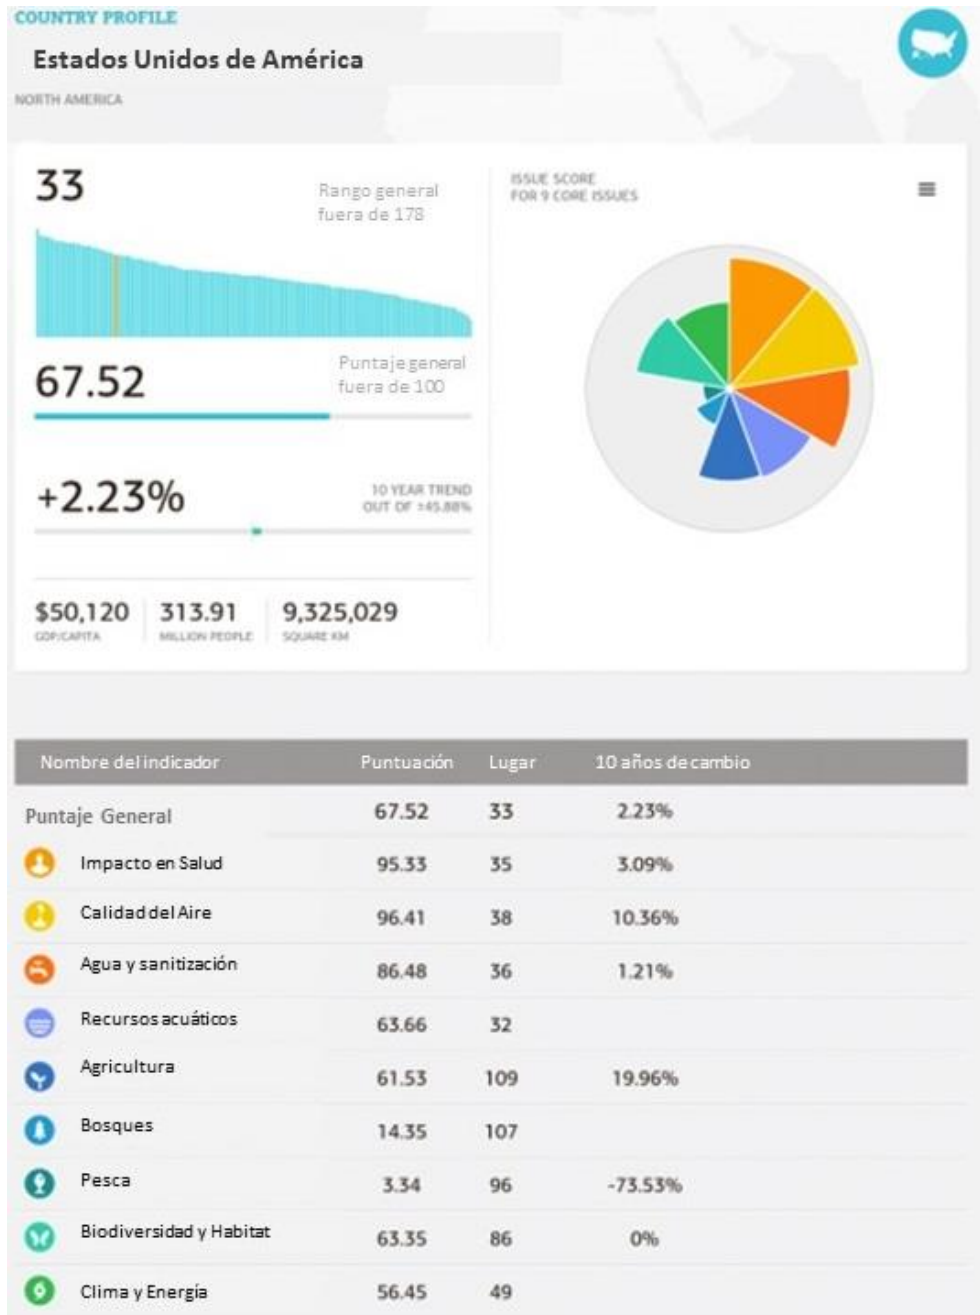 COUNTRY PROFILE
Estados Unidos de América
NORTH AMERICA
33
Rango general
fuera de 178
67.52
Puntaje general
fuera de 100
+2.23%
10 YEAR TREND
OUT OF ±45.88%
$50,120
GDP/CAPITA
313.91
MILLION PEOPLE
9,325,029
SQUARE KM
ISSUE SCORE
FOR 9 CORE ISSUES
Nombre del indicador Puntuación Lugar 10 años de cambio
Puntaje General 67.52 33 2.23%
Impacto en Salud 95.33 35 3.09%
Calidad del Aire 96.41 38 10.36%
Agua y sanitización 86.48 36 1.21%
Recursos acuáticos 63.66 32
Agricultura 61.53 109 19.96%
Bosques 14.35 107
Pesca 3.34 96 -73.53%
Biodiversidad y Habitat 63.35 86 0%
Clima y Energía 56.45 49